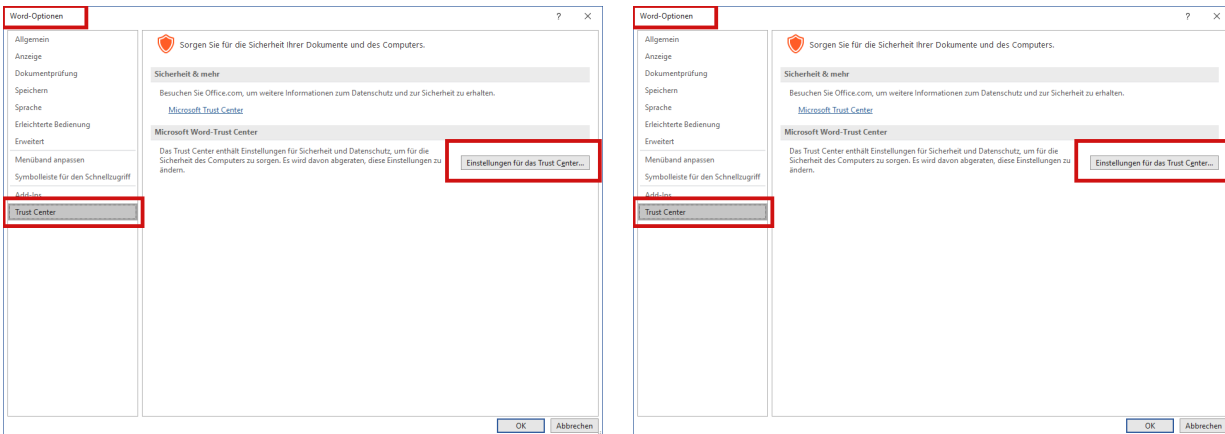 Word-Optionen
?
×
Allgemein
Anzeige
Dokumentprüfung
Speichern
Sprache
Erleichterte Bedienung
Erweitert
Menüband anpassen
Symbolleiste für den Schnellzugriff
Add-Ins
Trust Center
Sorgen Sie für die Sicherheit Ihrer Dokumente und des Computers.
Sicherheit & mehr
Besuchen Sie Office.com, um weitere Informationen zum Datenschutz und zur Sicherheit zu erhalten.
Microsoft Trust Center
Microsoft Word-Trust Center
Das Trust Center enthält Einstellungen für Sicherheit und Datenschutz, um für die
Sicherheit des Computers zu sorgen. Es wird davon abgeraten, diese Einstellungen zu
ändern.
Einstellungen für das Trust Center...
OK
Abbrechen
Word-Optionen
?
×
Allgemein
Anzeige
Dokumentprüfung
Speichern
Sprache
Erleichterte Bedienung
Erweitert
Menüband anpassen
Symbolleiste für den Schnellzugriff
Add-Ins
Trust Center
Sorgen Sie für die Sicherheit Ihrer Dokumente und des Computers.
Sicherheit & mehr
Besuchen Sie Office.com, um weitere Informationen zum Datenschutz und zur Sicherheit zu erhalten.
Microsoft Trust Center
Microsoft Word-Trust Center
Das Trust Center enthält Einstellungen für Sicherheit und Datenschutz, um für die
Sicherheit des Computers zu sorgen. Es wird davon abgeraten, diese Einstellungen zu
ändern.
Einstellungen für das Trust Center...
OK
Abbrechen